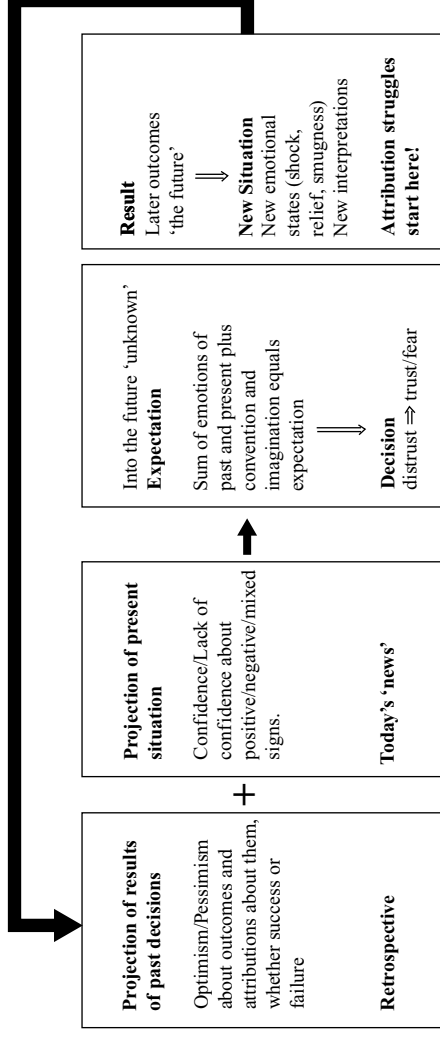 Projection of results
of past decisions
Optimism/Pessimism
about outcomes and
attributions about them,
whether success or
failure
Retrospective
+
Projection of present
situation
Confidence/Lack of
confidence about
positive/negative/mixed
signs.
Today's ‘news’
Into the future ‘unknown’
Expectation
Sum of emotions of
past and present plus
convention and
imagination equals
expectation
Decision
distrust ⇒ trust/fear
Result
Later outcomes
‘the future’
New Situation
New emotional
states (shock,
relief, smugness)
New interpretations
Attribution struggles
start here!